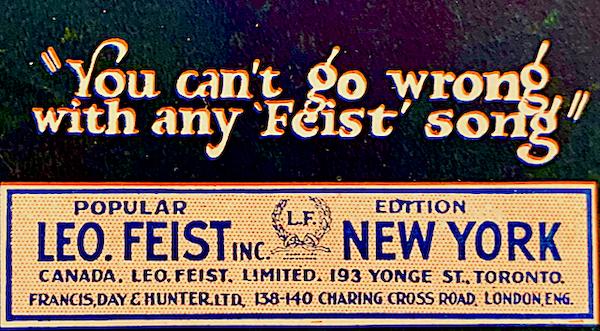 "You can't go wrong,
with any 'Feist' song"
POPULAR EDITION
LEO. FEIST INC. L.F. NEW YORK
CANADA, LEO. FEIST, LIMITED, 193 YONGE ST., TORONTO.
FRANCIS, DAY & HUNTER, LTD, 138-140 CHARING CROSS ROAD, LONDON, ENG.